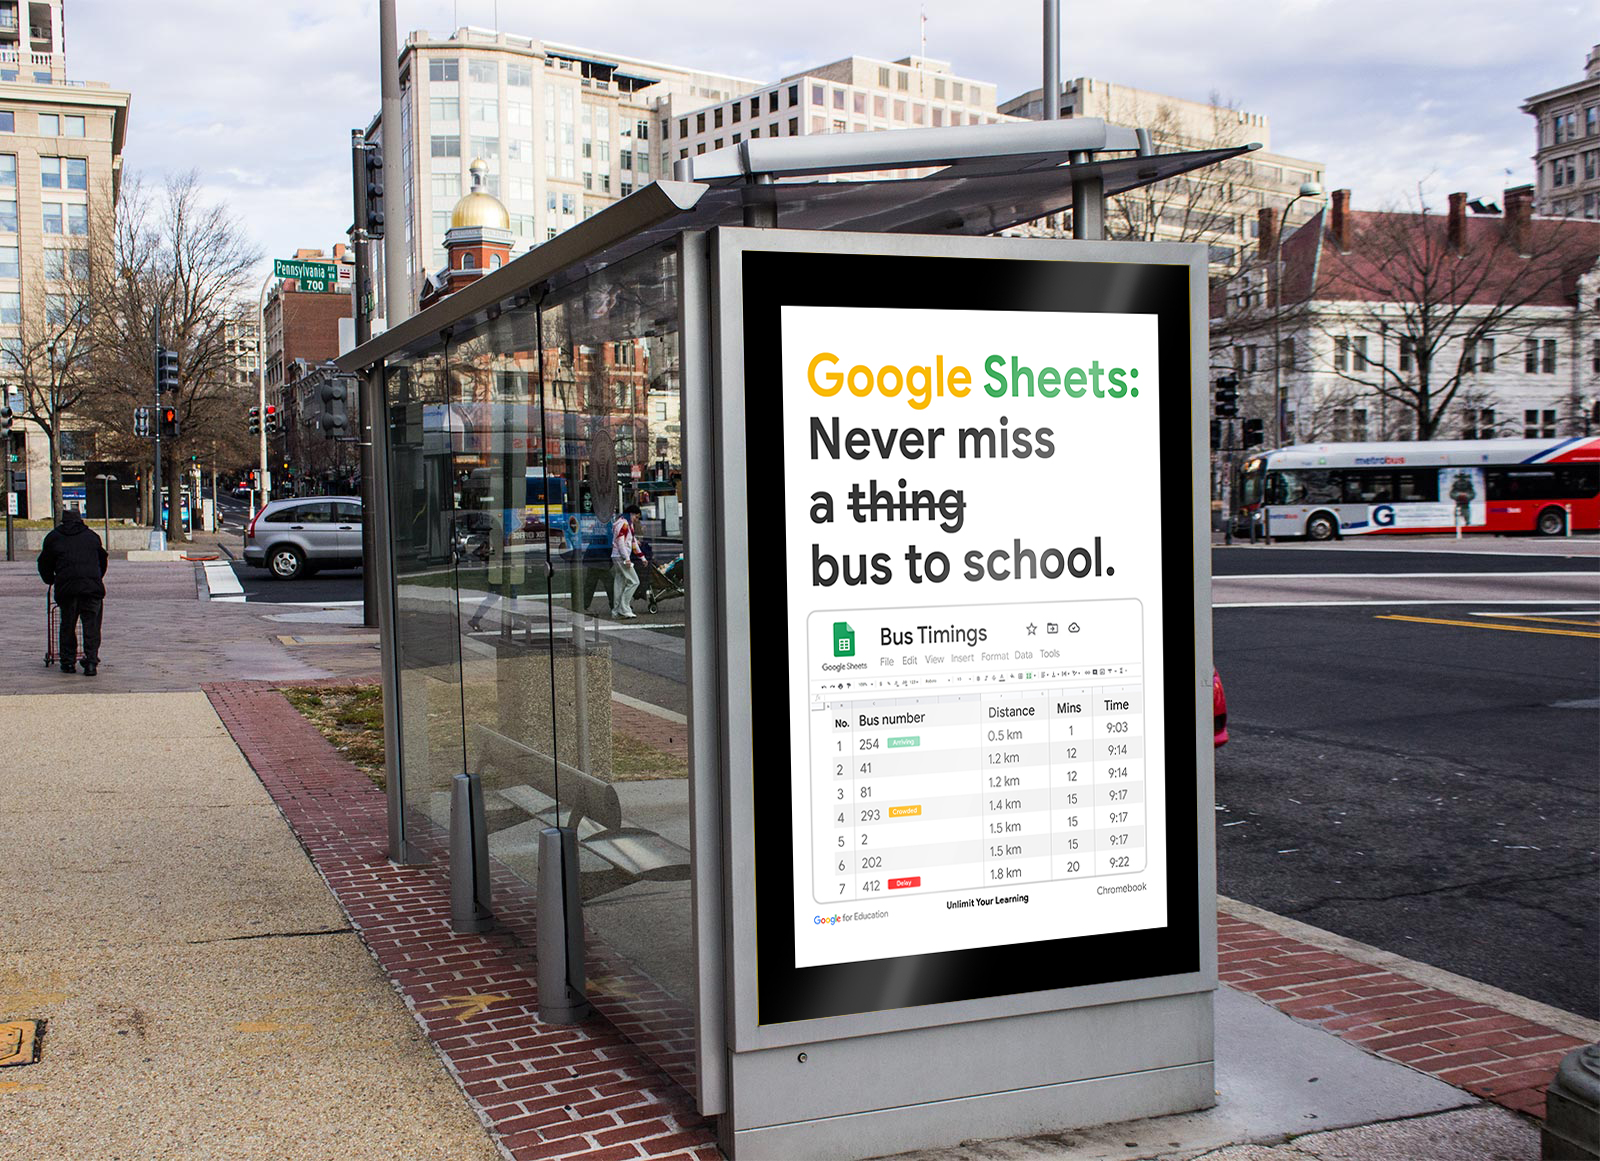 Pennsylvania AVE NW
700
Google Sheets:
Never miss
a thing
bus to school.
Bus Timings
Google Sheets
File Edit View Insert Format Data Tools
No. Bus number Distance Mins Time
1 254 Arriving 0.5 km 1 9:03
2 41 1.2 km 12 9:14
3 81 1.2 km 12 9:14
4 293 Crowded 1.4 km 15 9:17
5 2 1.5 km 15 9:17
6 202 1.5 km 15 9:17
7 412 Delay 1.8 km 20 9:22
Google for Education
Unlimit Your Learning
Chromebook
metrobus
G